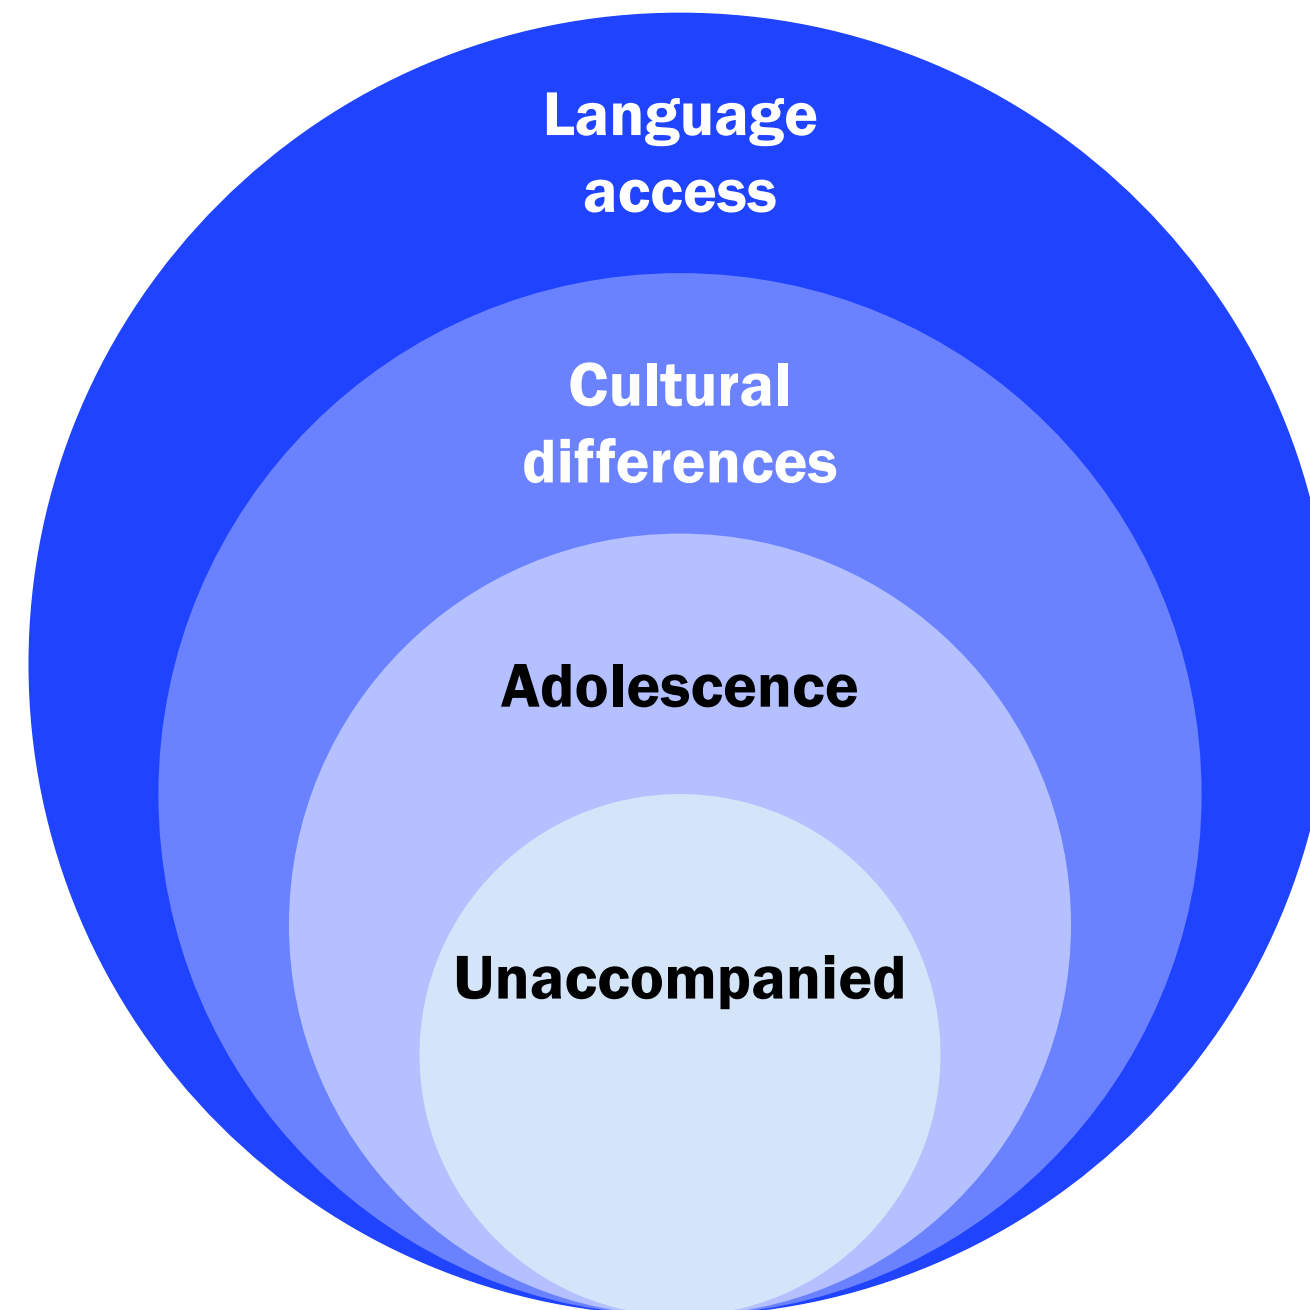 Language
access
Cultural
differences
Adolescence
Unaccompanied